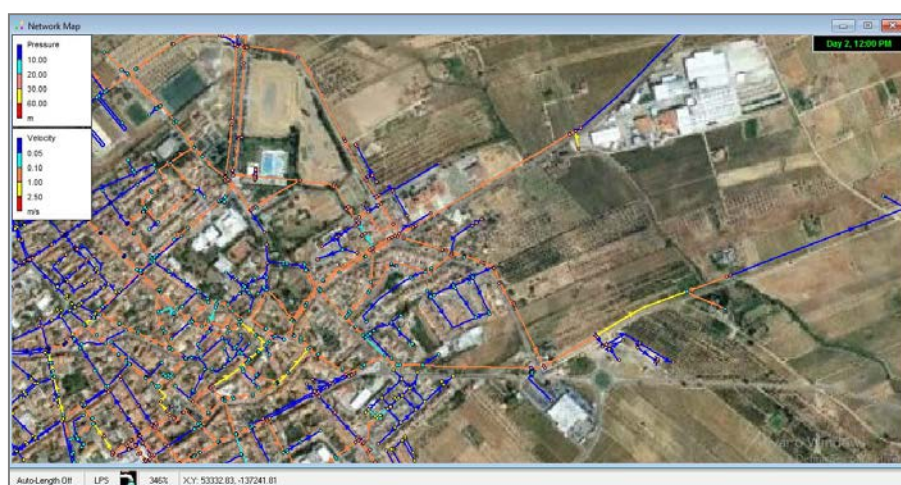 Network Map
Day 2, 12:00 PM
Pressure
10.00
20.00
30.00
60.00
m
Velocity
0.05
0.10
1.00
2.50
m/s
Auto-Length Off LPS 346% X,Y: 53332.83, -137241.81